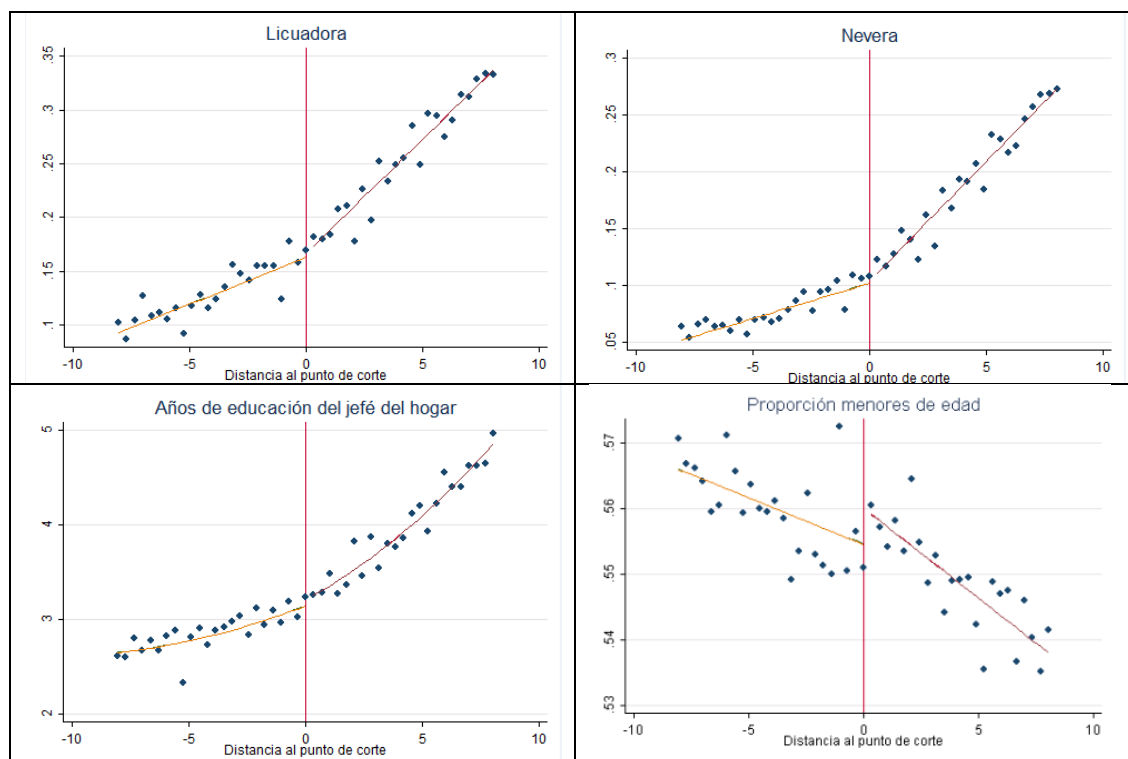 Licuadora
.35
.3
.25
.2
.15
.1
-10 -5 0 5 10
Distancia al punto de corte
Nevera
.3
.25
.2
.15
.1
.05
-10 -5 0 5 10
Distancia al punto de corte
Años de educación del jefé del hogar
5
4
3
2
-10 -5 0 5 10
Distancia al punto de corte
Proporción menores de edad
.57
.56
.55
.54
.53
-10 -5 0 5 10
Distancia al punto de corte